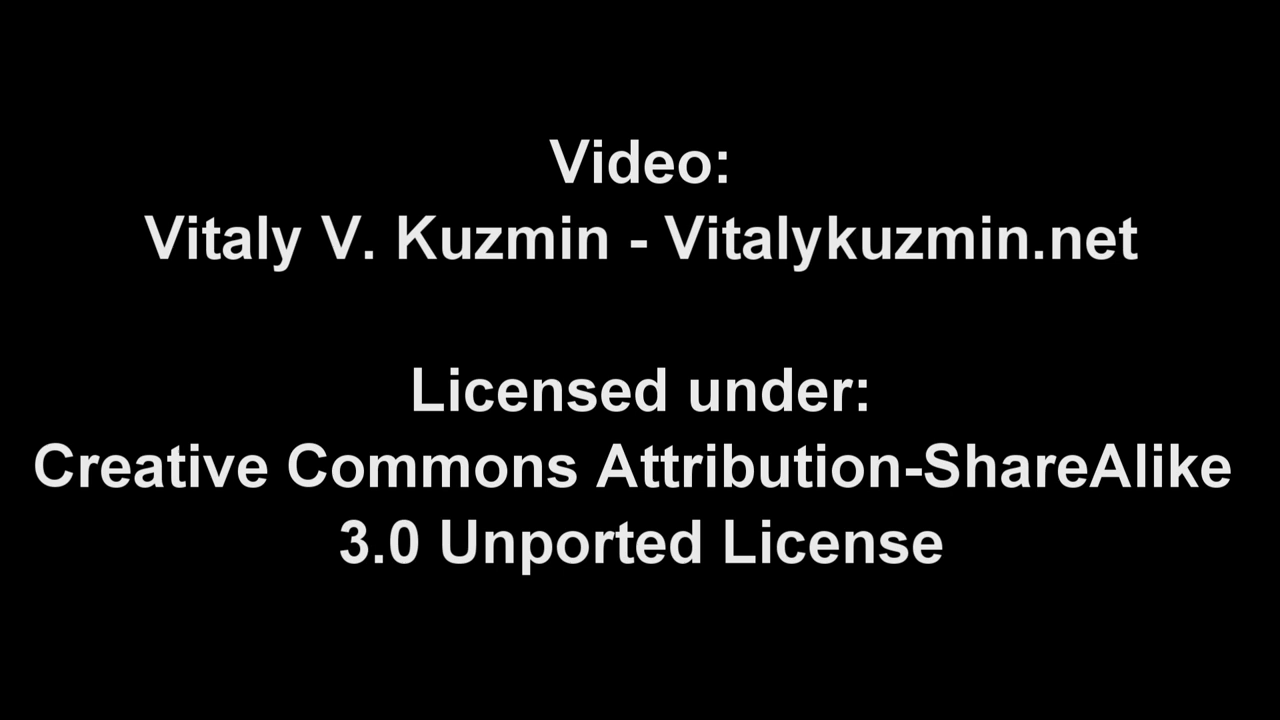 Video:
Vitaly V. Kuzmin - Vitalykuzmin.net
Licensed under:
Creative Commons Attribution-ShareAlike
3.0 Unported License